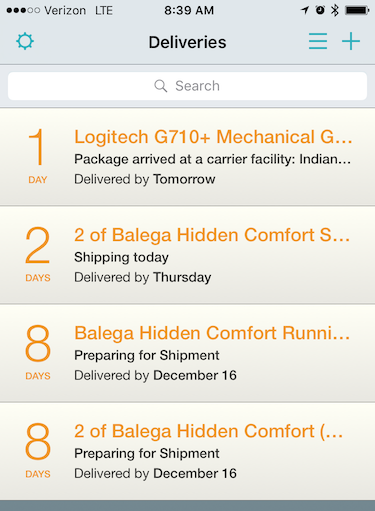 Verizon LTE 8:39 AM
Deliveries
Search
1 DAY
Logitech G710+ Mechanical G...
Package arrived at a carrier facility: Indian...
Delivered by Tomorrow
2 DAYS
2 of Balega Hidden Comfort S...
Shipping today
Delivered by Thursday
8 DAYS
Balega Hidden Comfort Runni...
Preparing for Shipment
Delivered by December 16
8 DAYS
2 of Balega Hidden Comfort (...
Preparing for Shipment
Delivered by December 16